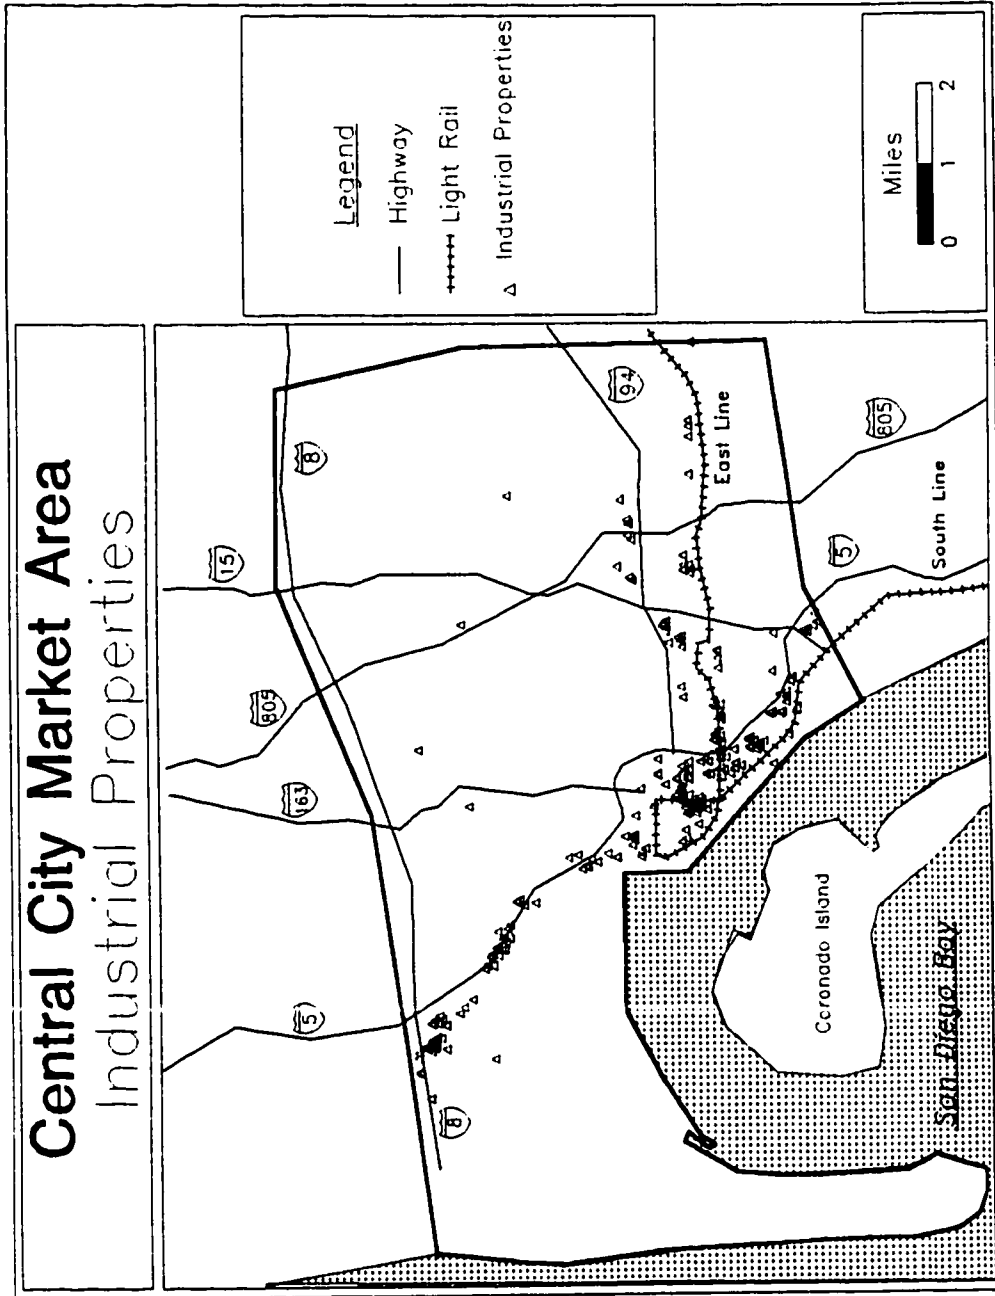 Central City Market Area
Industrial Properties
5
163
805
15
8
8
94
East Line
805
5
South Line
Coronado Island
San Diego Bay
Legend
Highway
Light Rail
Industrial Properties
Miles
0 1 2